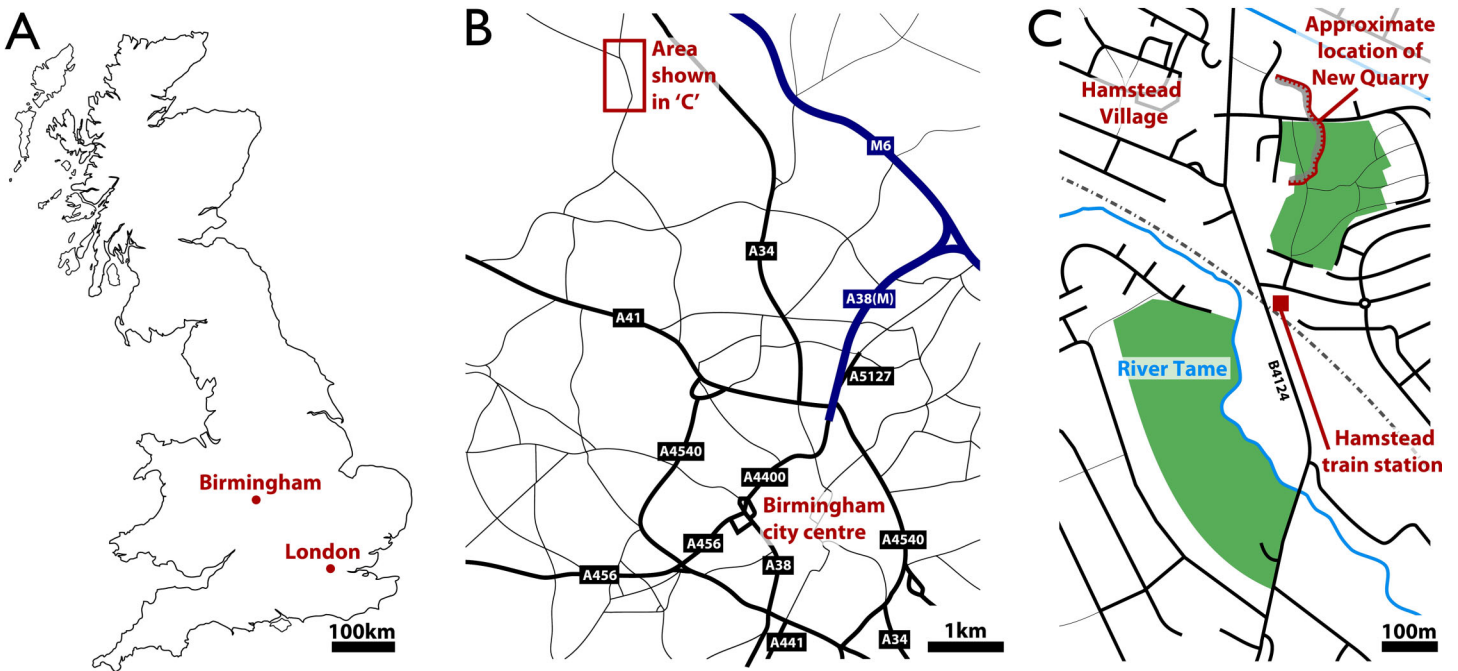 A
Birmingham
London
100km
B
Area
shown
in ‘C’
M6
A34
A38(M)
A41
A5127
A4540
A4400
Birmingham
city centre
A456
A4540
A456
A38
A441
A34
1km
C
Approximate
location of
New Quarry
Hamstead
Village
River Tame
B4124
Hamstead
train station
100m